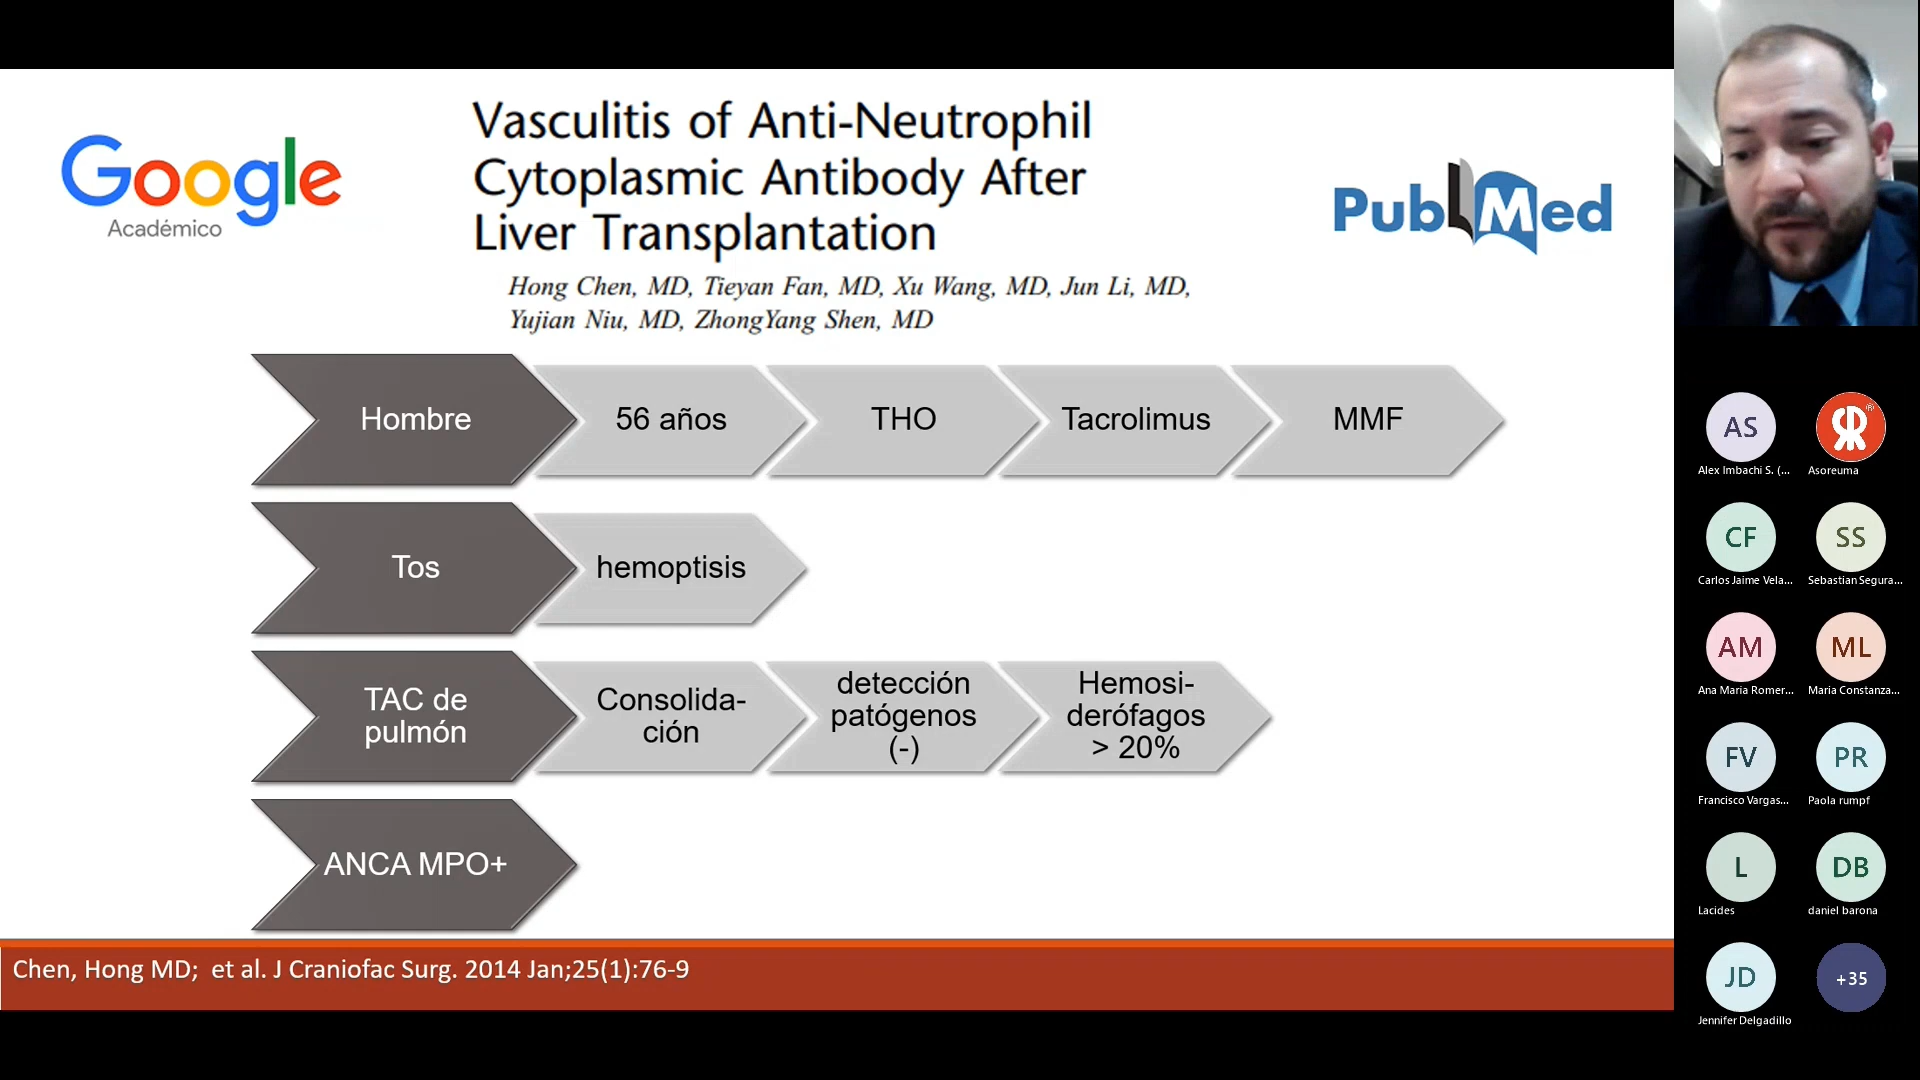 Google
Académico
Vasculitis of Anti-Neutrophil
Cytoplasmic Antibody After
Liver Transplantation
Hong Chen, MD, Tieyan Fan, MD, Xu Wang, MD, Jun Li, MD,
Yujian Niu, MD, ZhongYang Shen, MD
PubMed
Hombre
56 años
THO
Tacrolimus
MMF
Tos
hemoptisis
TAC de
pulmón
Consolida-
ción
detección
patógenos
(-)
Hemosi-
derófagos
> 20%
ANCA MPO+
Chen, Hong MD; et al. J Craniofac Surg. 2014 Jan;25(1):76-9
AS
Alex Imbachi S. (...
Asoreuma
CF
Carlos Jaime Vela...
SS
Sebastian Segura...
AM
Ana Maria Romer...
ML
Maria Constanza...
FV
Francisco Vargas...
PR
Paola rumpf
L
Lacides
DB
daniel barona
JD
Jennifer Delgadillo
+35